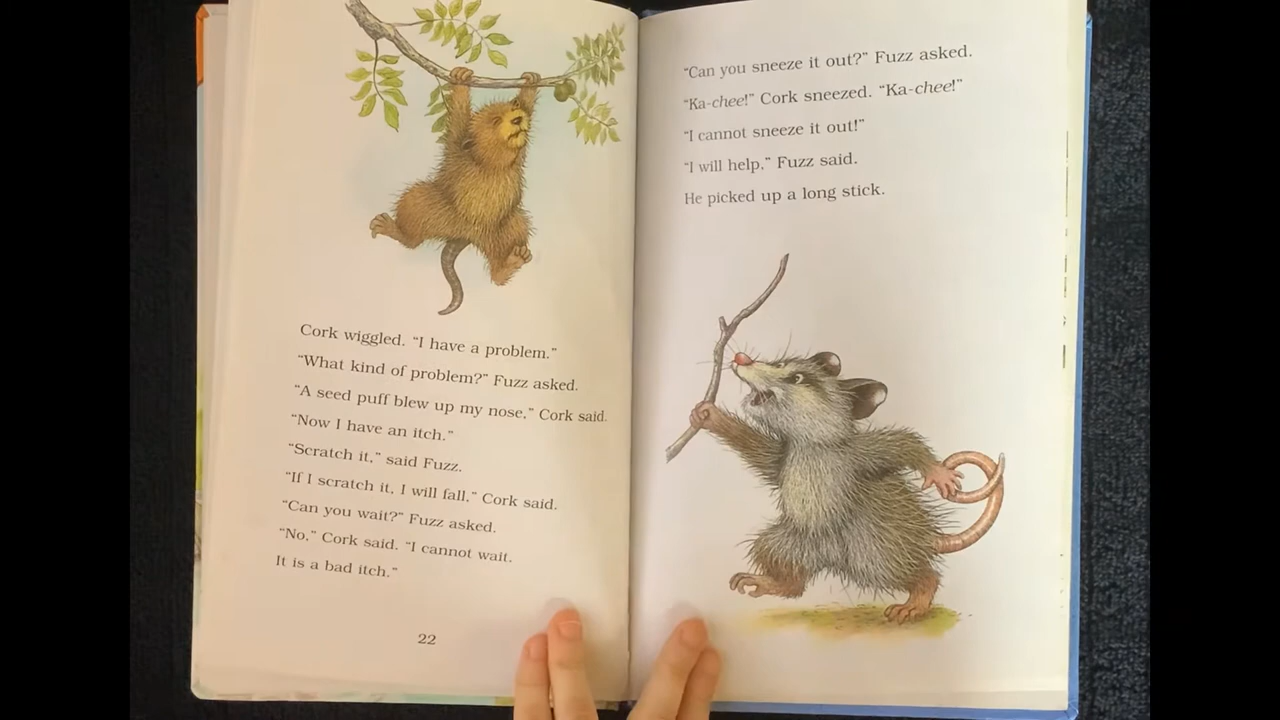 Cork wiggled. “I have a problem.”
“What kind of problem?” Fuzz asked.
“A seed puff blew up my nose,” Cork said.
“Now I have an itch.”
“Scratch it,” said Fuzz.
“If I scratch it, I will fall,” Cork said.
“Can you wait?” Fuzz asked.
“No,” Cork said. “I cannot wait.
It is a bad itch.”
22
“Can you sneeze it out?” Fuzz asked.
“Ka-chee!” Cork sneezed. “Ka-chee!”
“I cannot sneeze it out!”
“I will help,” Fuzz said.
He picked up a long stick.